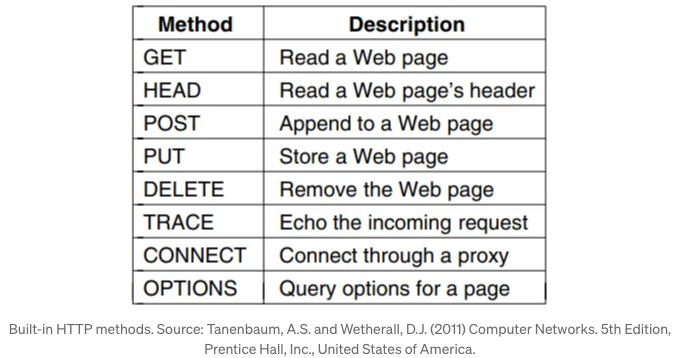 Method Description
GET Read a Web page
HEAD Read a Web page's header
POST Append to a Web page
PUT Store a Web page
DELETE Remove the Web page
TRACE Echo the incoming request
CONNECT Connect through a proxy
OPTIONS Query options for a page
Built-in HTTP methods. Source: Tanenbaum, A.S. and Wetherall, D.J. (2011) Computer Networks. 5th Edition,
Prentice Hall, Inc., United States of America.